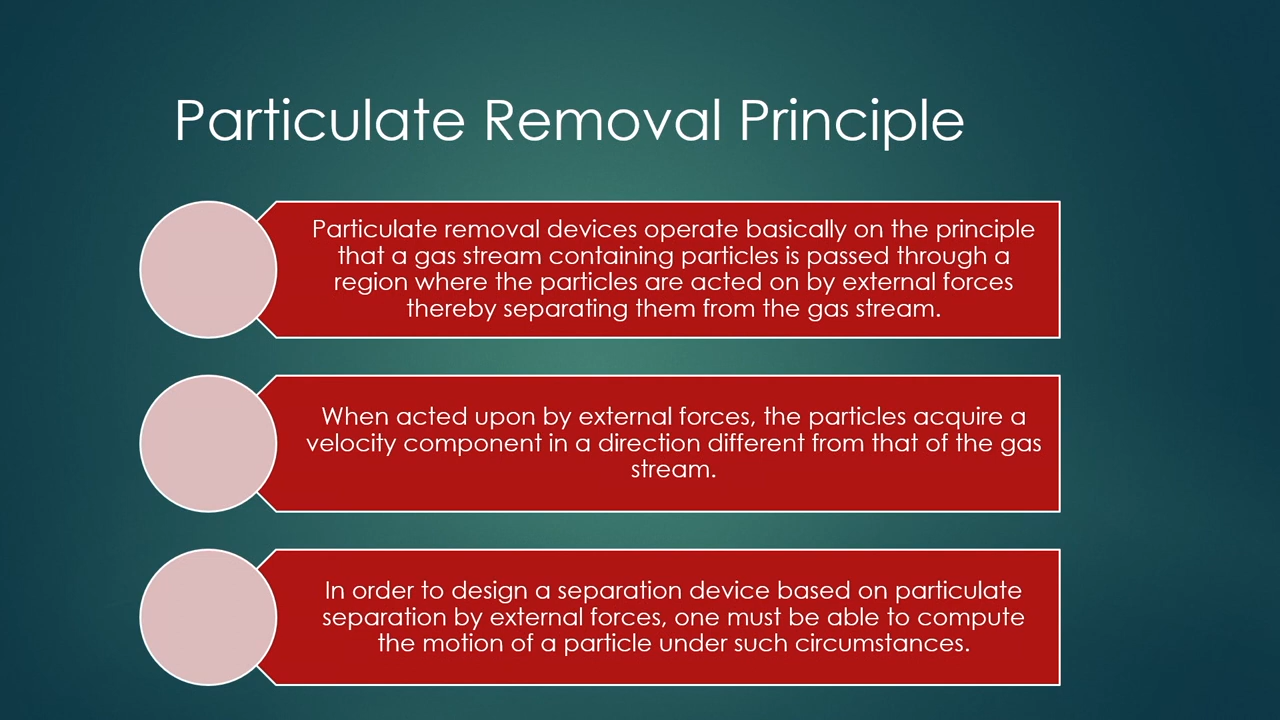 Particulate Removal Principle
Particulate removal devices operate basically on the principle
that a gas stream containing particles is passed through a
region where the particles are acted on by external forces
thereby separating them from the gas stream.
When acted upon by external forces, the particles acquire a
velocity component in a direction different from that of the gas
stream.
In order to design a separation device based on particulate
separation by external forces, one must be able to compute
the motion of a particle under such circumstances.